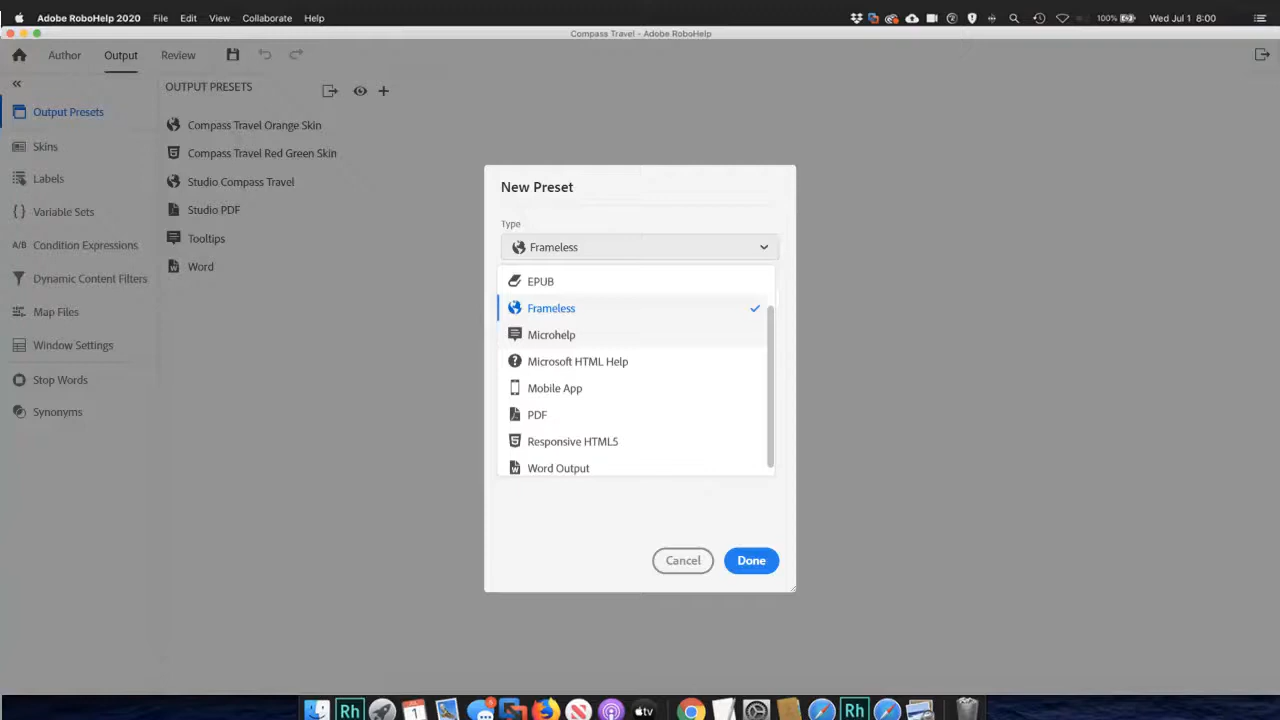 Adobe RoboHelp 2020 File Edit View Collaborate Help 100% Wed Jul 1 8:00
Compass Travel - Adobe RoboHelp
Author Output Review
OUTPUT PRESETS
Output Presets
Skins
Labels
Variable Sets
A/B Condition Expressions
Dynamic Content Filters
Map Files
Window Settings
Stop Words
Synonyms
Compass Travel Orange Skin
Compass Travel Red Green Skin
Studio Compass Travel
Studio PDF
Tooltips
Word
New Preset
Type
Frameless
EPUB
Frameless
Microhelp
Microsoft HTML Help
Mobile App
PDF
Responsive HTML5
Word Output
Cancel Done
Rh 1 N tv Rh